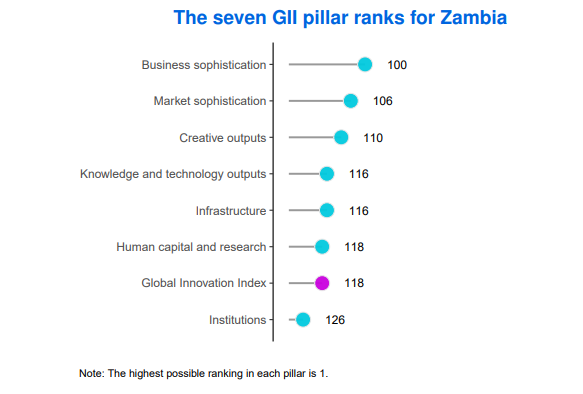 The seven GII pillar ranks for Zambia
Business sophistication 100
Market sophistication 106
Creative outputs 110
Knowledge and technology outputs 116
Infrastructure 116
Human capital and research 118
Global Innovation Index 118
Institutions 126
Note: The highest possible ranking in each pillar is 1.